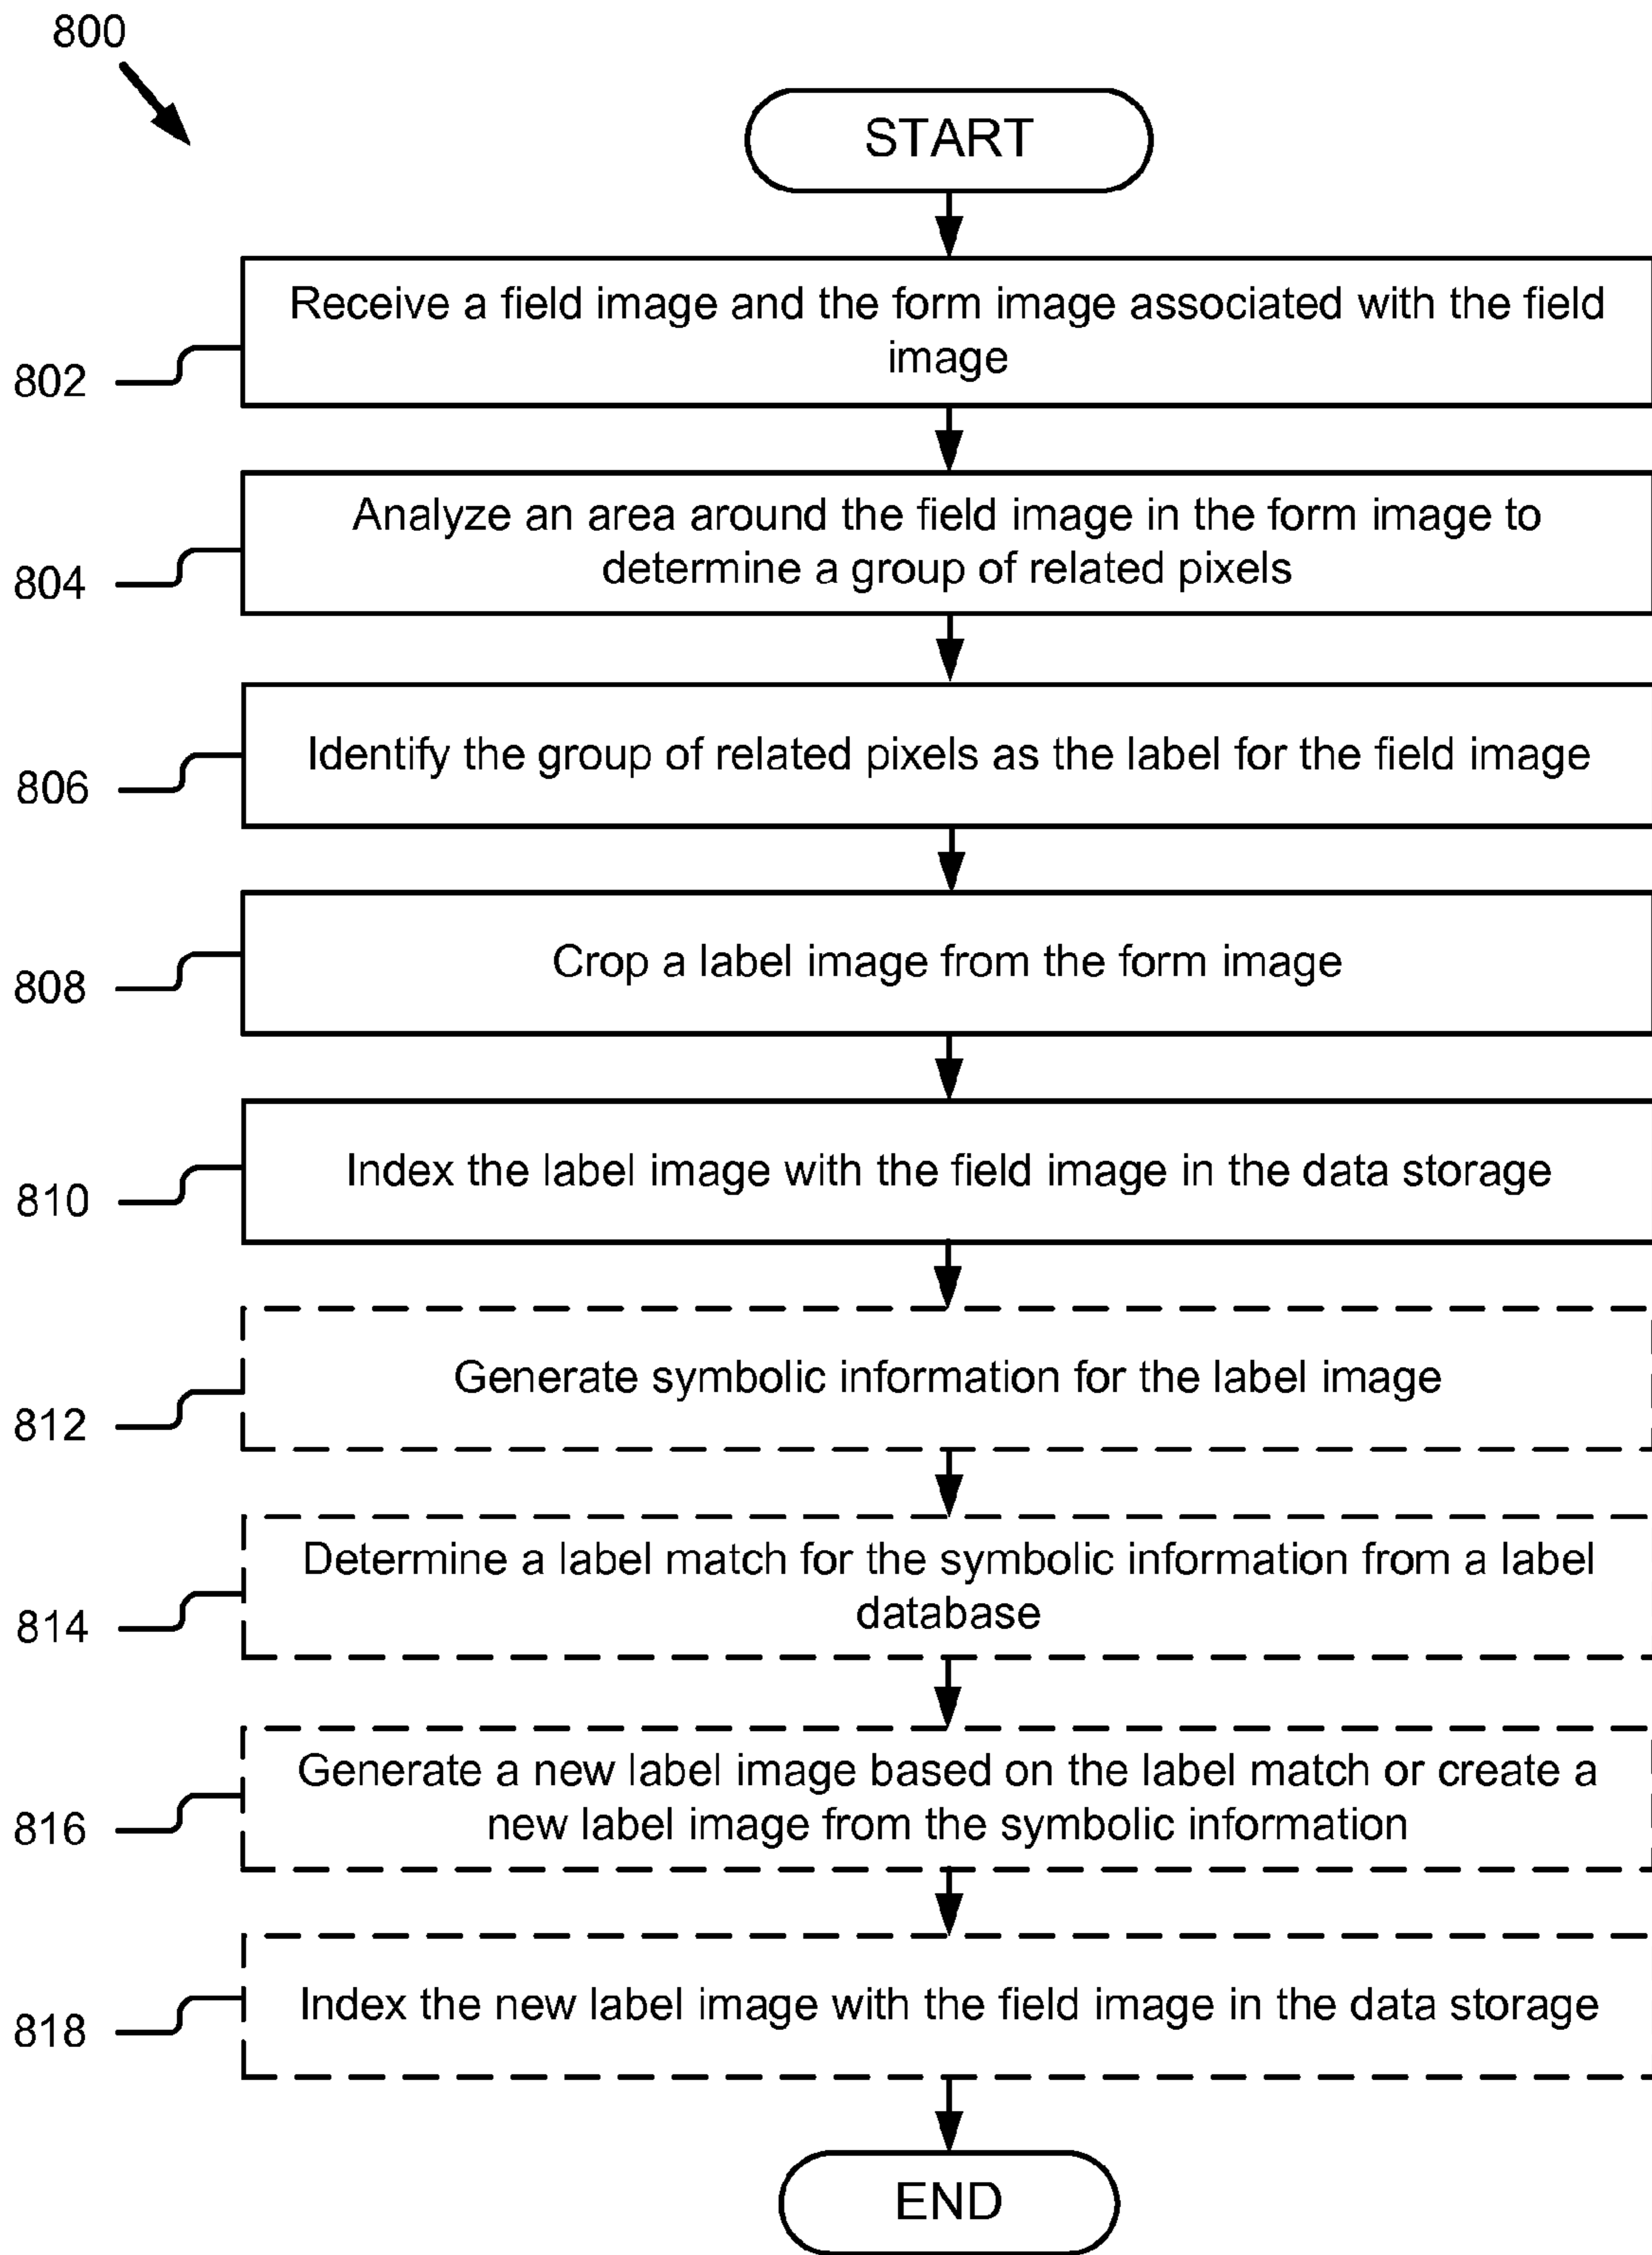 800
START
Receive a field image and the form image associated with the field
image
802
Analyze an area around the field image in the form image to
determine a group of related pixels
804
Identify the group of related pixels as the label for the field image
806
Crop a label image from the form image
808
Index the label image with the field image in the data storage
810
Generate symbolic information for the label image
812
Determine a label match for the symbolic information from a label
database
814
Generate a new label image based on the label match or create a
new label image from the symbolic information
816
Index the new label image with the field image in the data storage
818
END